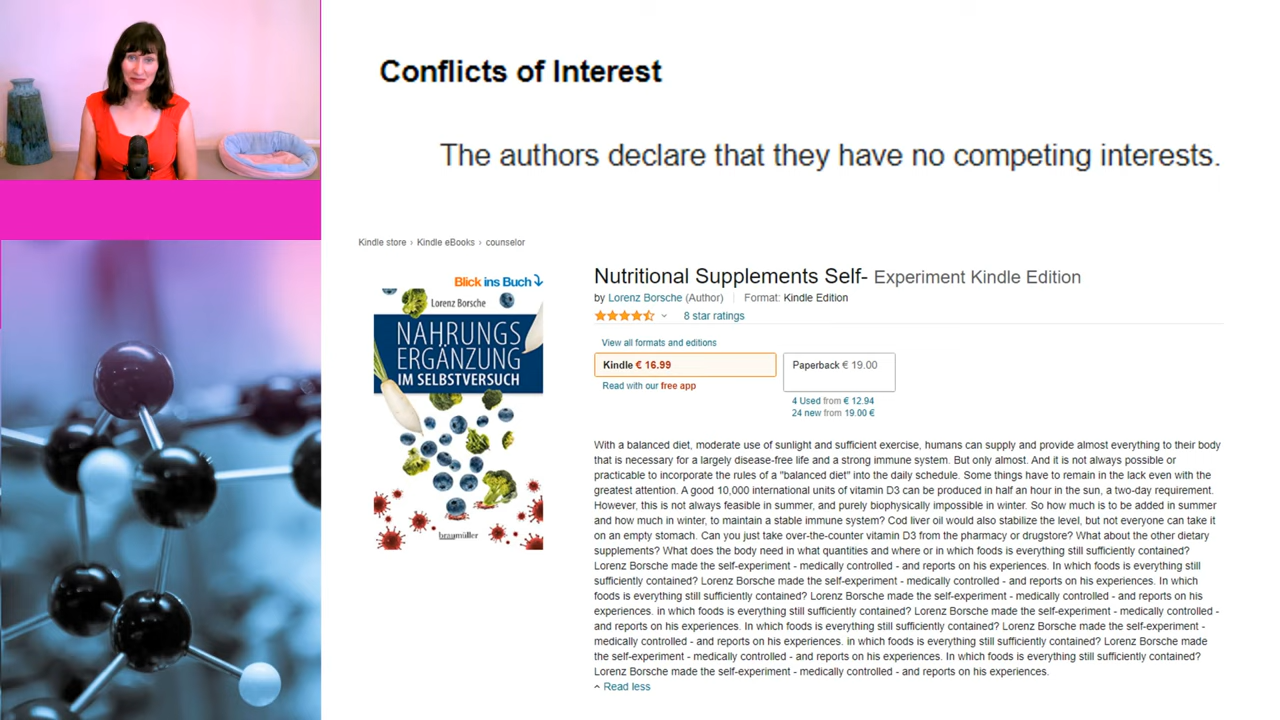 Conflicts of Interest
The authors declare that they have no competing interests.
Kindle store › Kindle eBooks › counselor
Blick ins Buch
Lorenz Borsche
NAHRUNGS
ERGÄNZUNG
IM SELBSTVERSUCH
braumüller
Nutritional Supplements Self- Experiment Kindle Edition
by Lorenz Borsche (Author) Format: Kindle Edition
8 star ratings
View all formats and editions
Kindle € 16.99
Read with our free app
Paperback € 19.00
4 Used from € 12.94
24 new from 19.00 €
With a balanced diet, moderate use of sunlight and sufficient exercise, humans can supply and provide almost everything to their body
that is necessary for a largely disease-free life and a strong immune system. But only almost. And it is not always possible or
practicable to incorporate the rules of a "balanced diet" into the daily schedule. Some things have to remain in the lack even with the
greatest attention. A good 10,000 international units of vitamin D3 can be produced in half an hour in the sun, a two-day requirement.
However, this is not always feasible in summer, and purely biophysically impossible in winter. So how much is to be added in summer
and how much in winter, to maintain a stable immune system? Cod liver oil would also stabilize the level, but not everyone can take it
on an empty stomach. Can you just take over-the-counter vitamin D3 from the pharmacy or drugstore? What about the other dietary
supplements? What does the body need in what quantities and where or in which foods is everything still sufficiently contained?
Lorenz Borsche made the self-experiment - medically controlled - and reports on his experiences. In which foods is everything still
sufficiently contained? Lorenz Borsche made the self-experiment - medically controlled - and reports on his experiences. In which
foods is everything still sufficiently contained? Lorenz Borsche made the self-experiment - medically controlled - and reports on his
experiences. in which foods is everything still sufficiently contained? Lorenz Borsche made the self-experiment - medically controlled -
and reports on his experiences. In which foods is everything still sufficiently contained? Lorenz Borsche made the self-experiment -
medically controlled - and reports on his experiences. in which foods is everything still sufficiently contained? Lorenz Borsche made
the self-experiment - medically controlled - and reports on his experiences. In which foods is everything still sufficiently contained?
Lorenz Borsche made the self-experiment - medically controlled - and reports on his experiences.
Read less